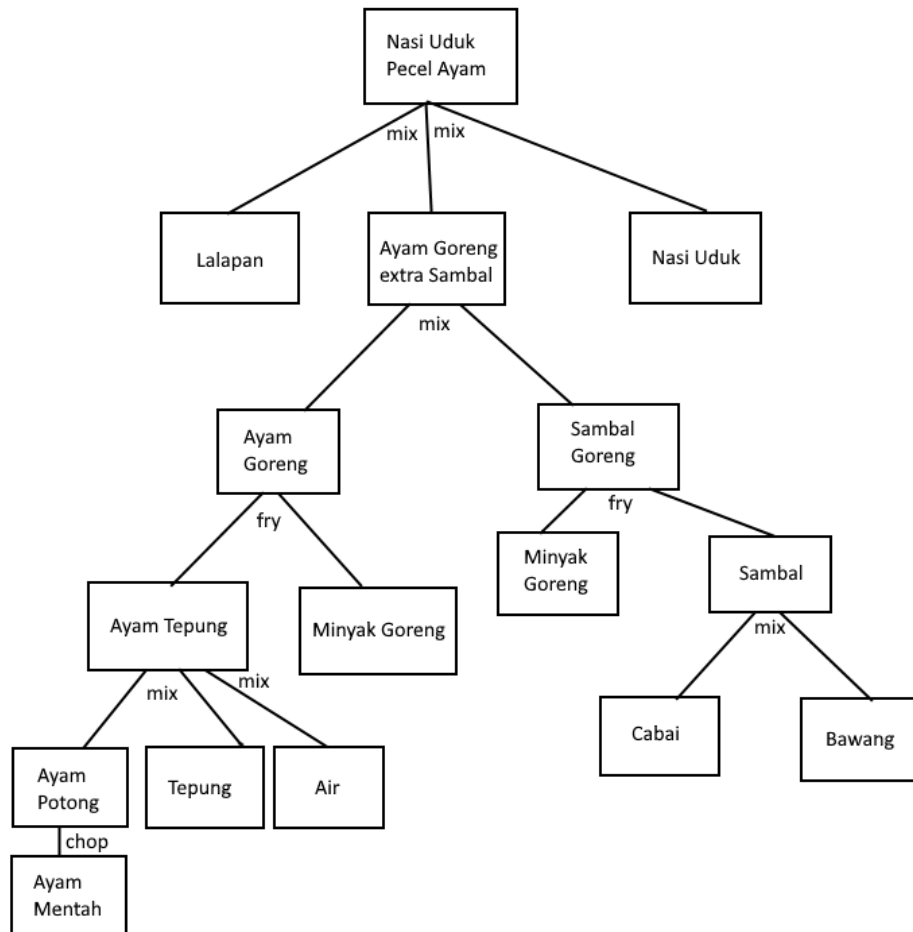 Nasi Uduk
Pecel Ayam
mix mix
Lalapan
Ayam Goreng
extra Sambal
Nasi Uduk
mix
Ayam
Goreng
Sambal
Goreng
fry
fry
Ayam Tepung
Minyak Goreng
Minyak
Goreng
Sambal
mix
mix
mix
Ayam
Potong
Tepung
Air
Cabai
Bawang
chop
Ayam
Mentah